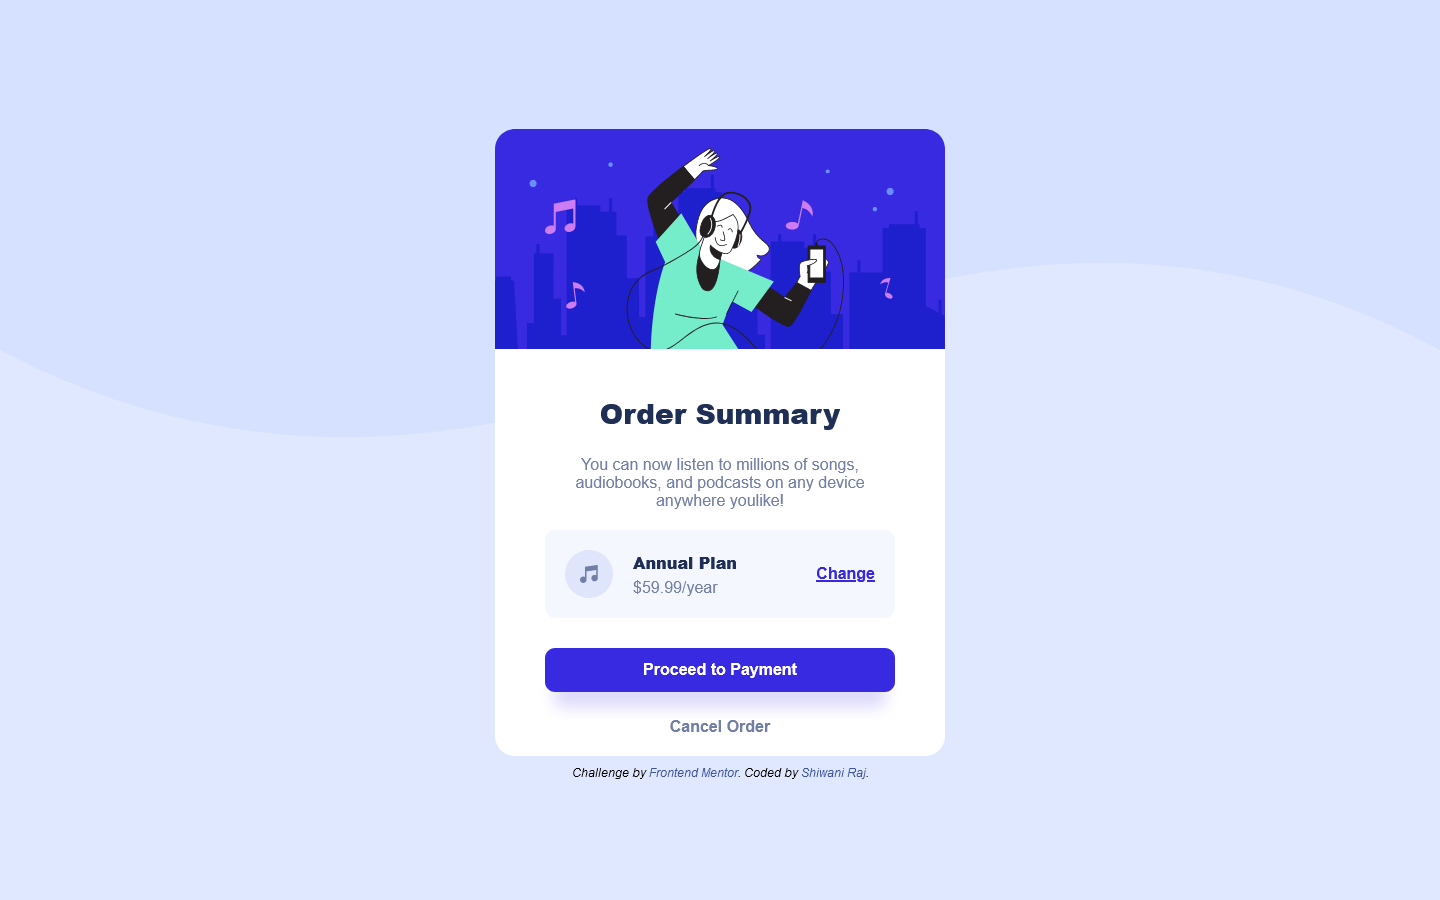 Order Summary
You can now listen to millions of songs,
audiobooks, and podcasts on any device
anywhere youlike!
Annual Plan
$59.99/year
Change
Proceed to Payment
Cancel Order
Challenge by Frontend Mentor. Coded by Shiwani Raj.